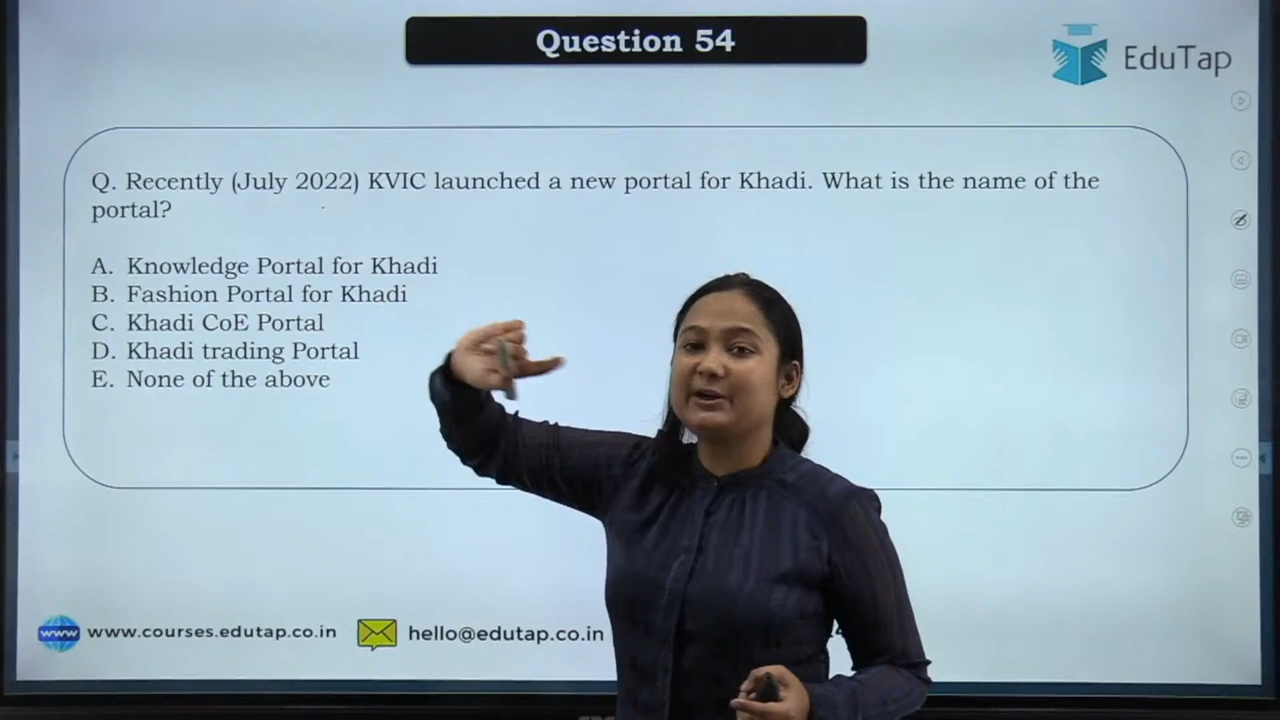 Question 54
EduTap
Q. Recently (July 2022) KVIC launched a new portal for Khadi. What is the name of the
portal?
A. Knowledge Portal for Khadi
B. Fashion Portal for Khadi
C. Khadi CoE Portal
D. Khadi trading Portal
E. None of the above
www www.courses.edutap.co.in hello@edutap.co.in